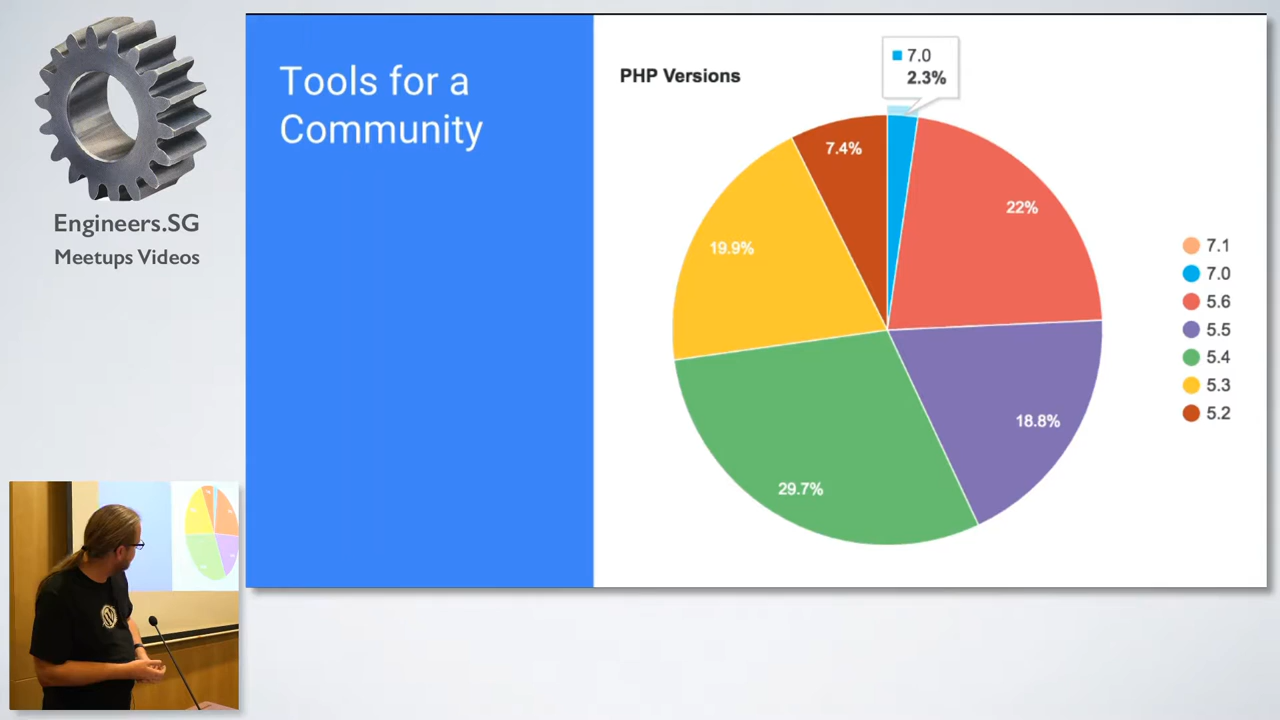 Engineers.SG
Meetups Videos
Tools for a
Community
PHP Versions
7.0
2.3%
7.4%
22%
19.9%
18.8%
29.7%
7.1
7.0
5.6
5.5
5.4
5.3
5.2